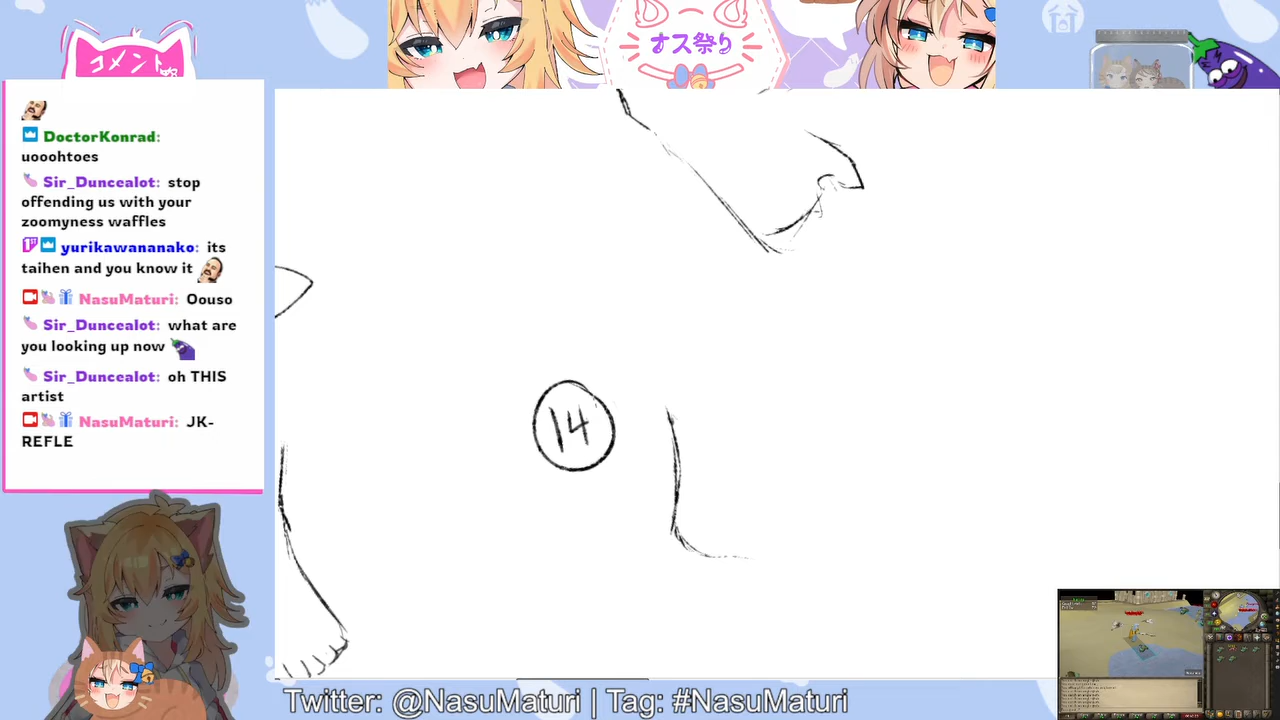 コメント
オス祭り
DoctorKonrad:
uooohtoes
Sir_Duncealot: stop
offending us with your
zoomyness waffles
yurikawananako: its
taihen and you know it
NasuMaturi: Oouso
Sir_Duncealot: what are
you looking up now
Sir_Duncealot: oh THIS
artist
NasuMaturi: JK-
REFLE
14
Twitter @NasuMaturi | Tag: #NasuMaturi